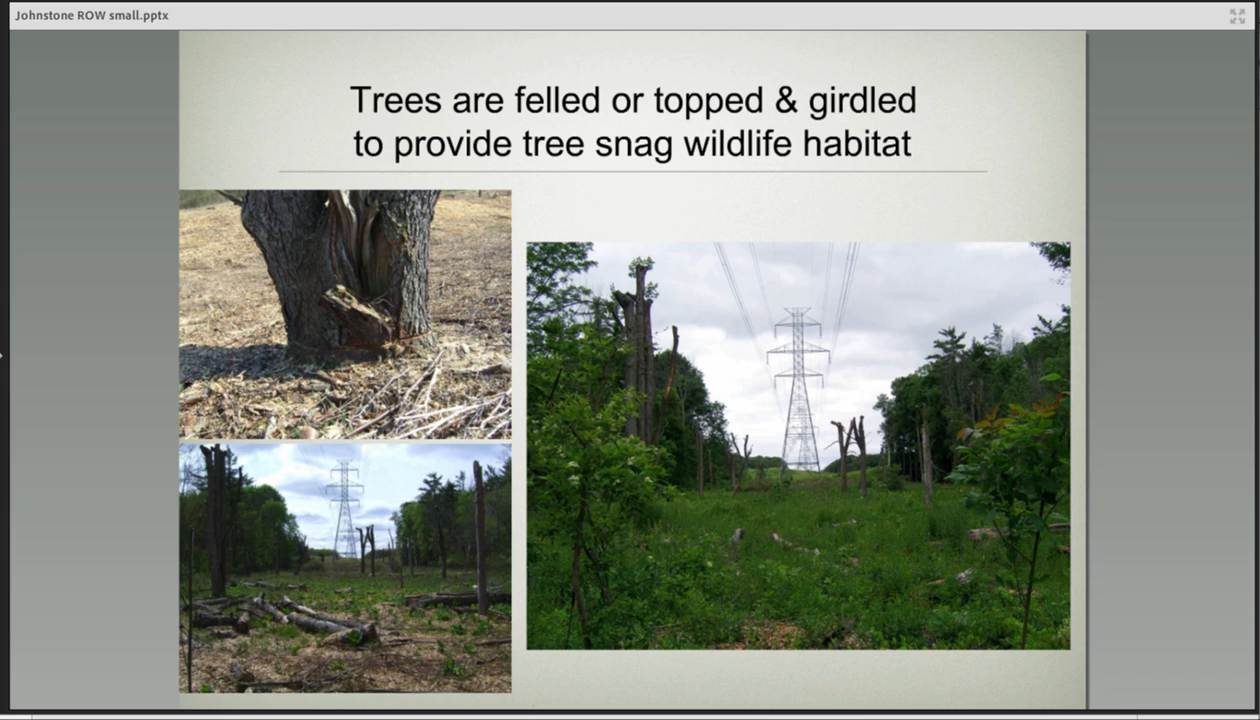 Johnstone ROW small.pptx
Trees are felled or topped & girdled
to provide tree snag wildlife habitat